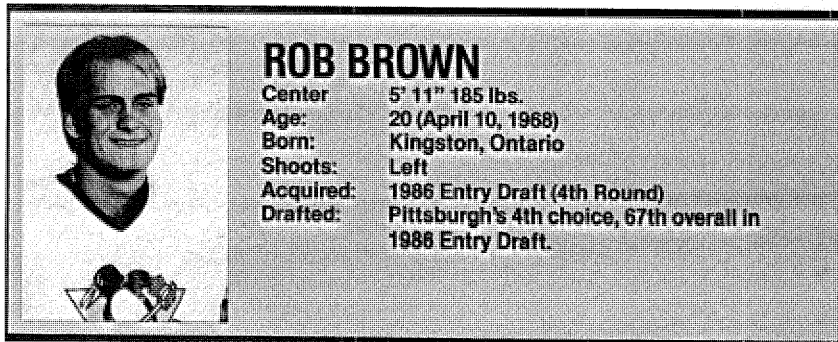 ROB BROWN
Center 5' 11" 185 lbs.
Age: 20 (April 10, 1968)
Born: Kingston, Ontario
Shoots: Left
Acquired: 1986 Entry Draft (4th Round)
Drafted: Pittsburgh's 4th choice, 67th overall in
1986 Entry Draft.